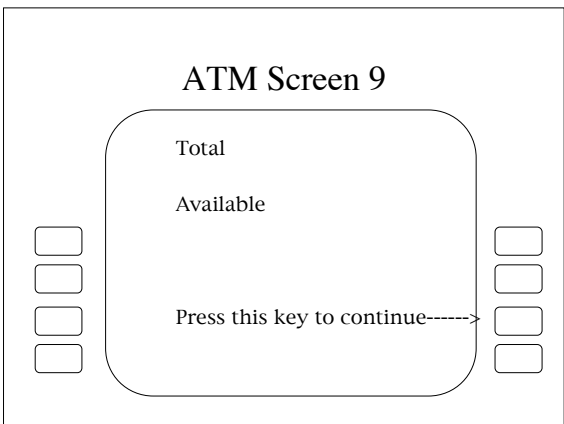 ATM Screen 9
Total
Available
Press this key to continue------>